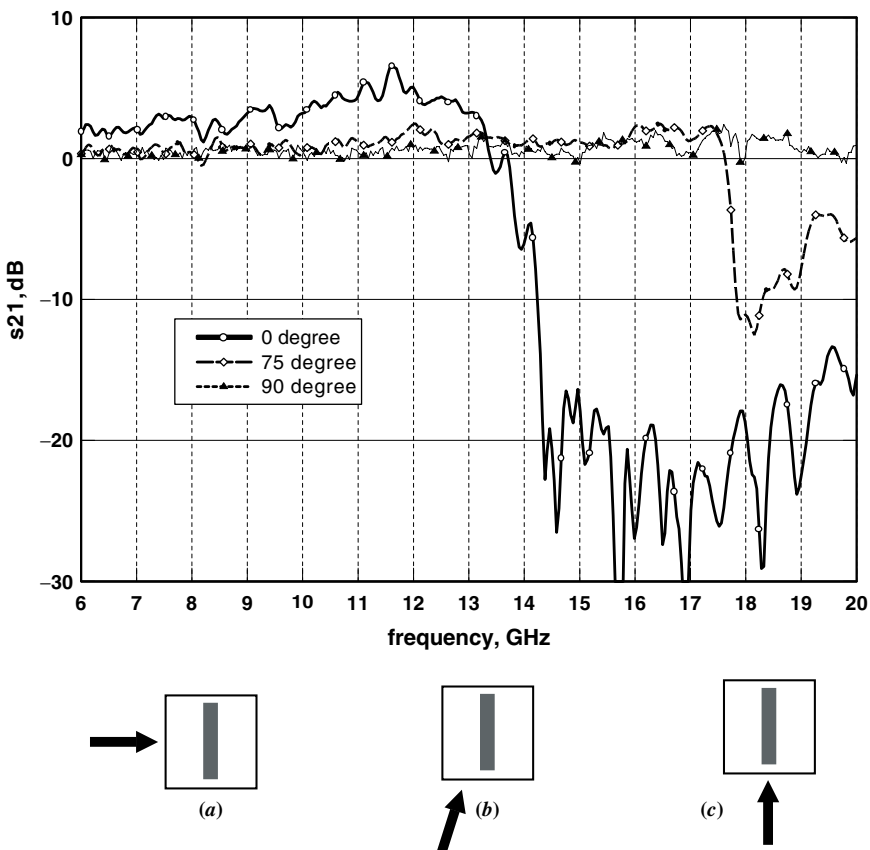 10
0
−10
−20
−30
s21,dB
0 degree
75 degree
90 degree
6 7 8 9 10 11 12 13 14 15 16 17 18 19 20
frequency, GHz
(a) (b) (c)